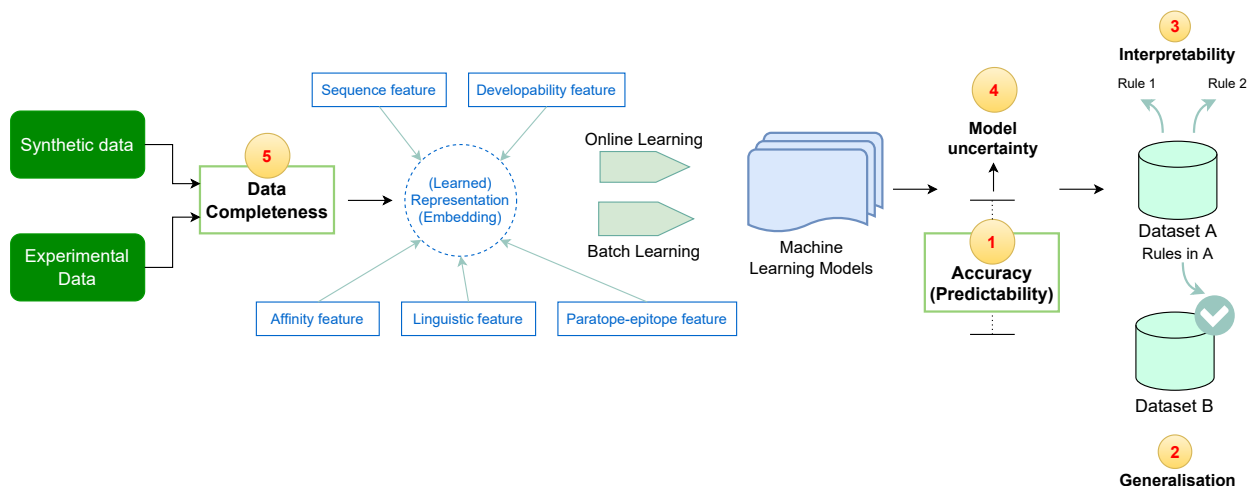 Synthetic data
Experimental
Data
5
Data
Completeness
Sequence feature
Developability feature
(Learned)
Representation
(Embedding)
Affinity feature
Linguistic feature
Paratope-epitope feature
Online Learning
Batch Learning
Machine
Learning Models
4
Model
uncertainty
1
Accuracy
(Predictability)
3
Interpretability
Rule 1
Rule 2
Dataset A
Rules in A
Dataset B
2
Generalisation